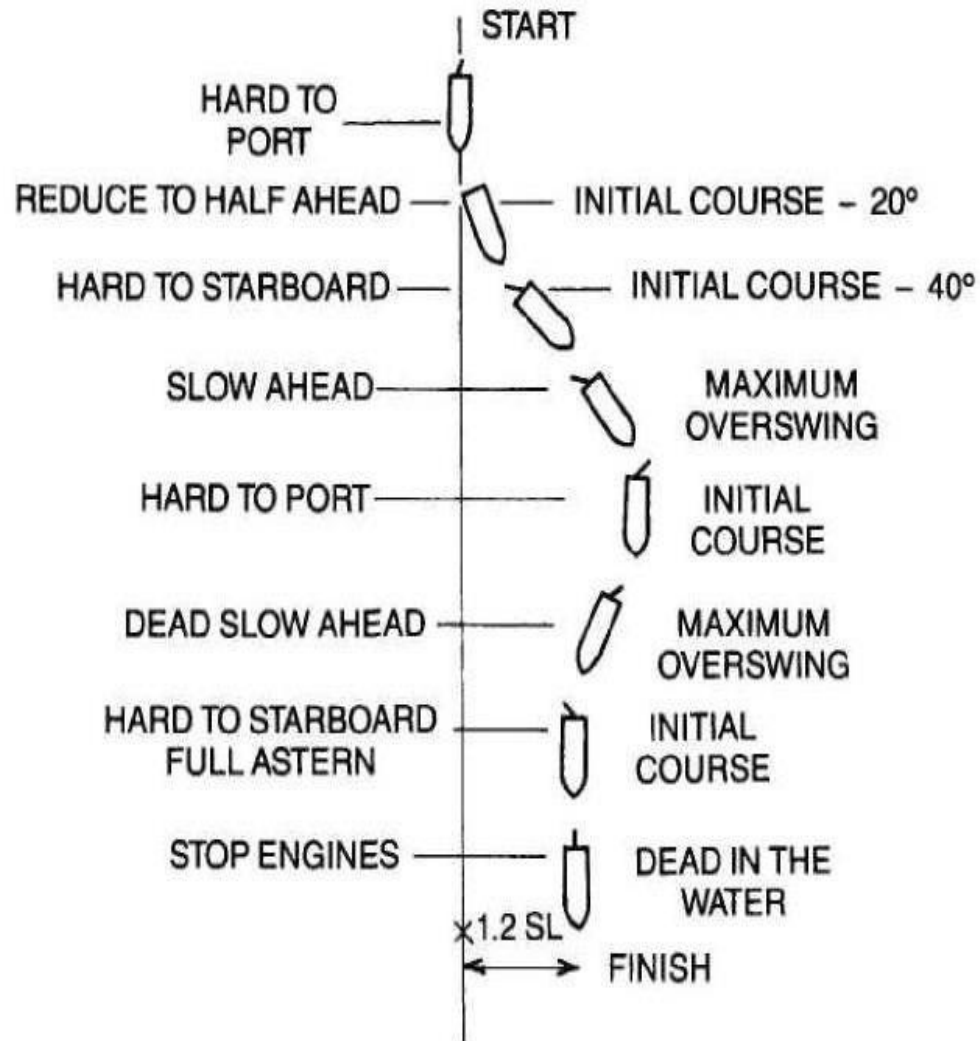 START
HARD TO
PORT
REDUCE TO HALF AHEAD
INITIAL COURSE – 20º
HARD TO STARBOARD
INITIAL COURSE – 40º
SLOW AHEAD
MAXIMUM
OVERSWING
HARD TO PORT
INITIAL
COURSE
DEAD SLOW AHEAD
MAXIMUM
OVERSWING
HARD TO STARBOARD
FULL ASTERN
INITIAL
COURSE
STOP ENGINES
DEAD IN THE
WATER
1.2 SL
FINISH